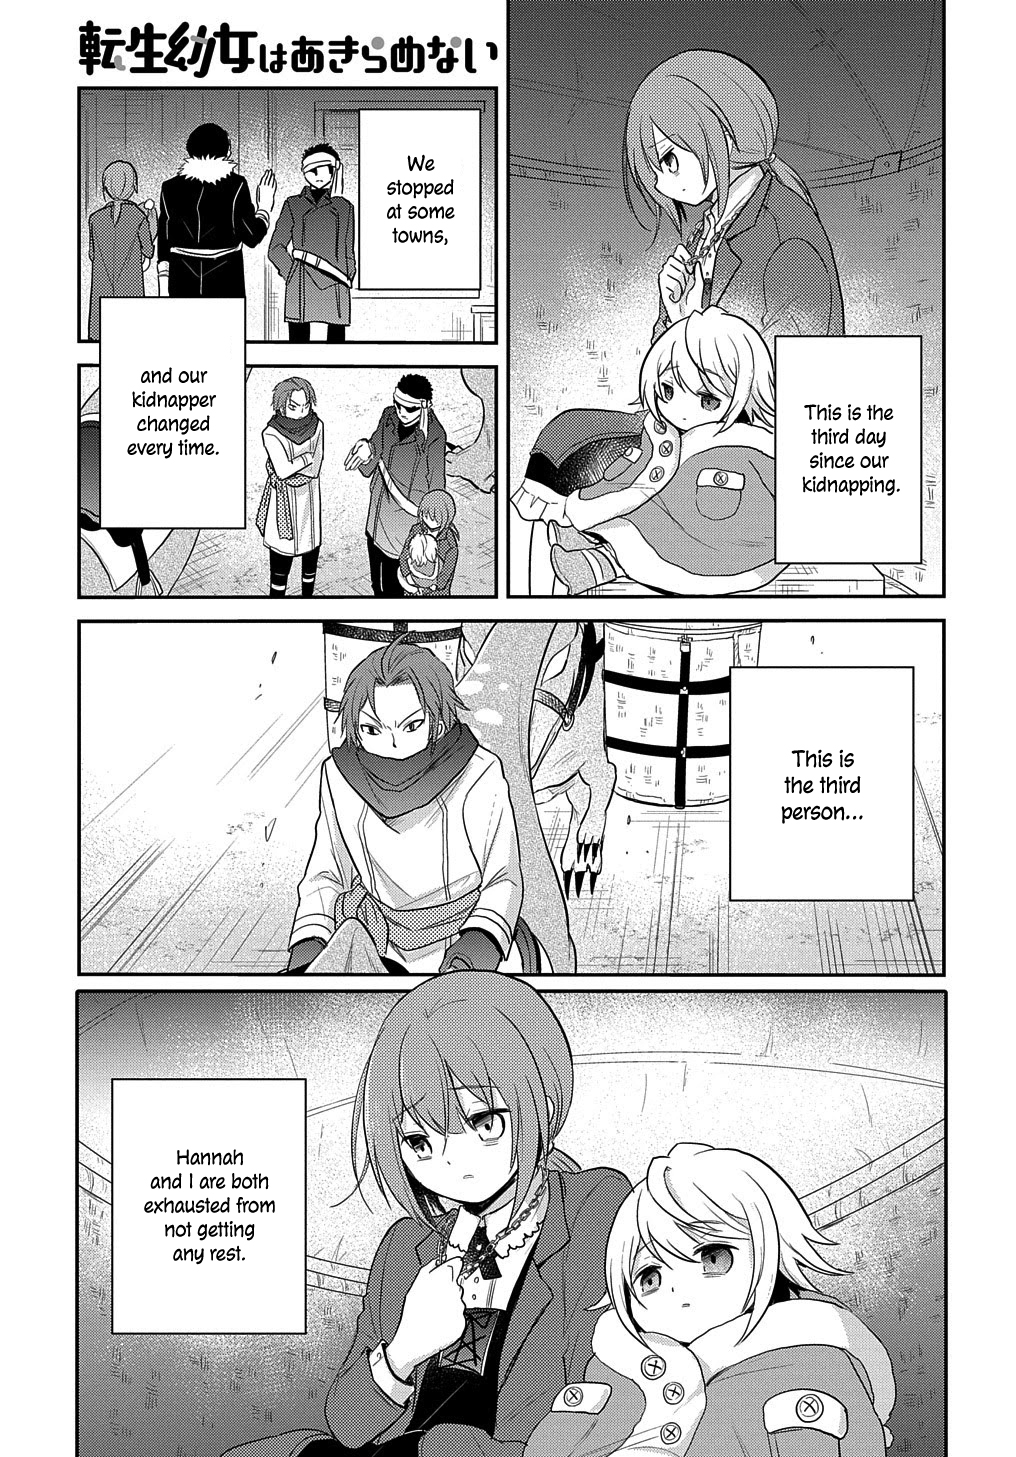 転生幼女はあきらめない
This is the
third day
since our
kidnapping.
We
stopped
at some
towns,
and our
kidnapper
changed
every time.
This is
the third
person...
Hannah
and I are both
exhausted from
not getting
any rest.